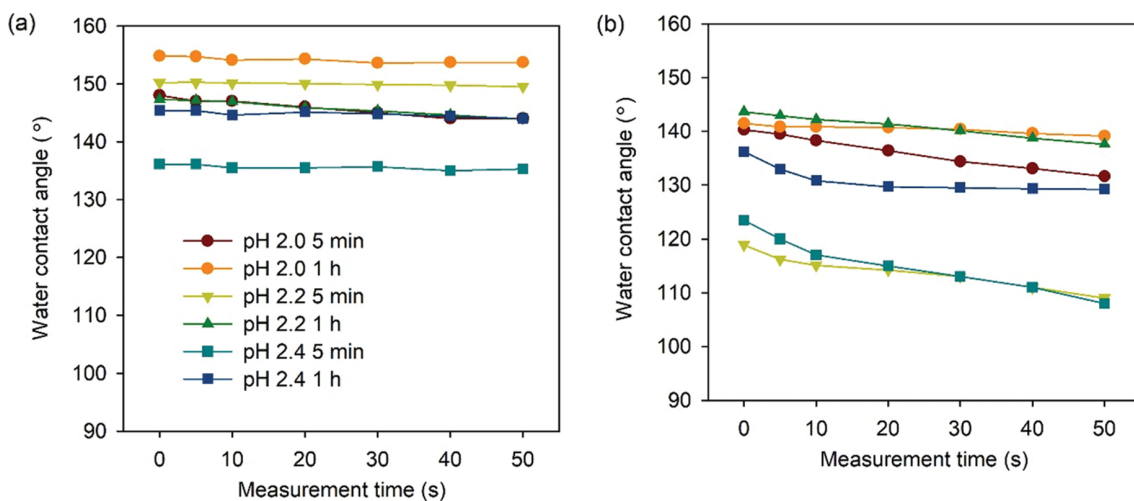 (a)
160
150
140
130
120
110
100
90
Water contact angle (°)
pH 2.0 5 min
pH 2.0 1 h
pH 2.2 5 min
pH 2.2 1 h
pH 2.4 5 min
pH 2.4 1 h
0 10 20 30 40 50
Measurement time (s)
(b)
160
150
140
130
120
110
100
90
Water contact angle (°)
0 10 20 30 40 50
Measurement time (s)